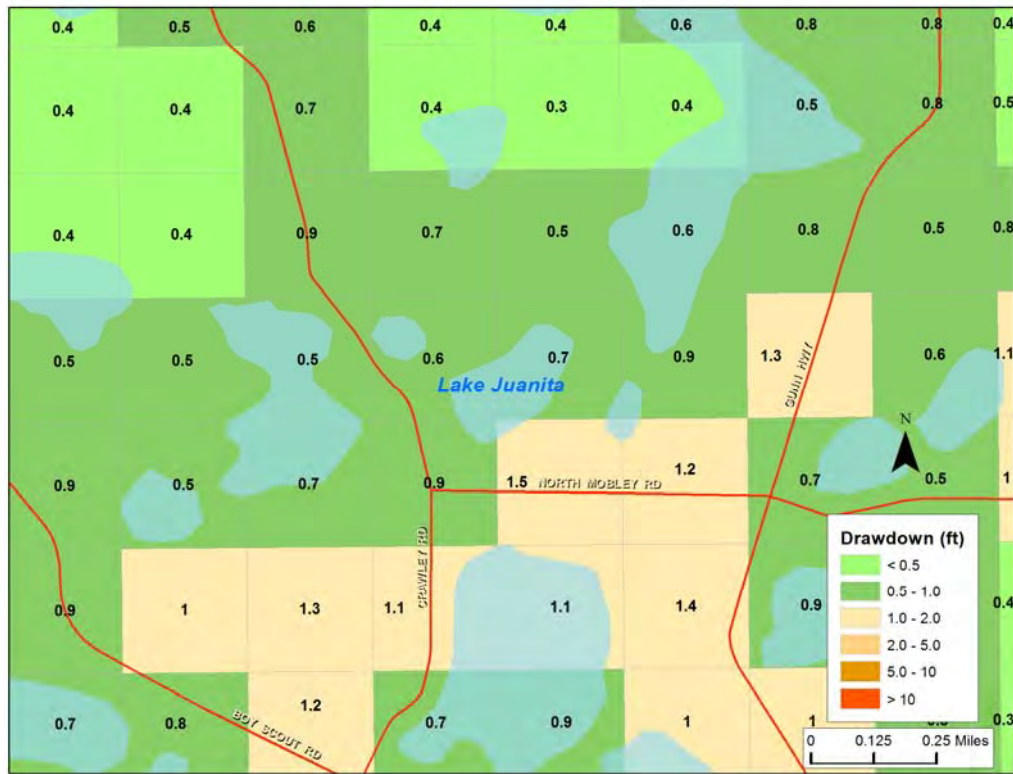 0.4 0.5 0.6 0.4 0.4 0.6 0.8 0.8 0.4
0.4 0.4 0.7 0.4 0.3 0.4 0.5 0.8 0.5
0.4 0.4 0.9 0.7 0.5 0.6 0.8 0.5 0.8
0.5 0.5 0.5 0.6 0.7 0.9 1.3 0.6 1.1
GUNN HWY
Lake Juanita
N
0.9 0.5 0.7 0.9 1.5 1.2 0.7 0.5 1
NORTH MOBLEY RD
CRAWLEY RD
0.9 1 1.3 1.1 1.1 1.4 0.9 0.4
0.7 0.8 1.2 0.7 0.9 1 1 0.3
BOY SCOUT RD
Drawdown (ft)
< 0.5
0.5 - 1.0
1.0 - 2.0
2.0 - 5.0
5.0 - 10
> 10
0 0.125 0.25 Miles